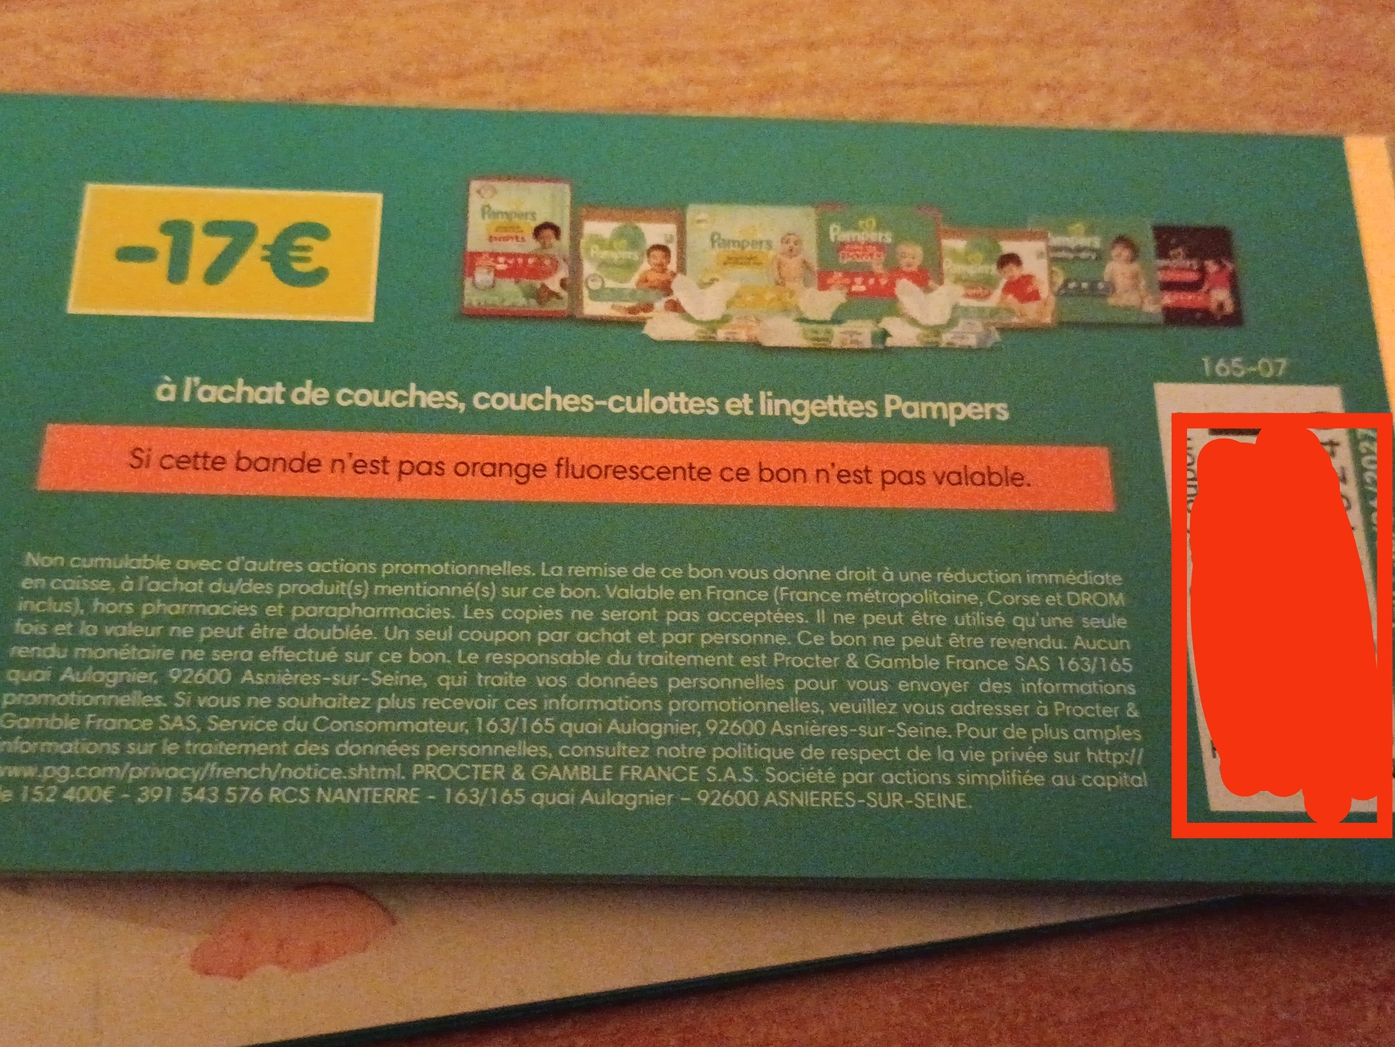 -17€
Pampers
pants
Pampers
Pampers
Pampers
pants
Pampers
165-07
à l'achat de couches, couches-culottes et lingettes Pampers
Si cette bande n'est pas orange fluorescente ce bon n'est pas valable.
Non cumulable avec d'autres actions promotionnelles. La remise de ce bon vous donne droit à une réduction immédiate
en caisse, à l'achat du/des produit(s) mentionné(s) sur ce bon. Valable en France (France métropolitaine, Corse et DROM
inclus), hors pharmacies et parapharmacies. Les copies ne seront pas acceptées. Il ne peut être utilisé qu'une seule
fois et la valeur ne peut être doublée. Un seul coupon par achat et par personne. Ce bon ne peut être revendu. Aucun
rendu monétaire ne sera effectué sur ce bon. Le responsable du traitement est Procter & Gamble France SAS 163/165
quai Aulagnier, 92600 Asnières-sur-Seine, qui traite vos données personnelles pour vous envoyer des informations
promotionnelles. Si vous ne souhaitez plus recevoir ces informations promotionnelles, veuillez vous adresser à Procter &
Gamble France SAS, Service du Consommateur, 163/165 quai Aulagnier, 92600 Asnières-sur-Seine. Pour de plus amples
informations sur le traitement des données personnelles, consultez notre politique de respect de la vie privée sur http://
www.pg.com/privacy/french/notice.shtml. PROCTER & GAMBLE FRANCE S.A.S. Société par actions simplifiée au capital
de 152 400€ - 391 543 576 RCS NANTERRE - 163/165 quai Aulagnier – 92600 ASNIERES-SUR-SEINE.